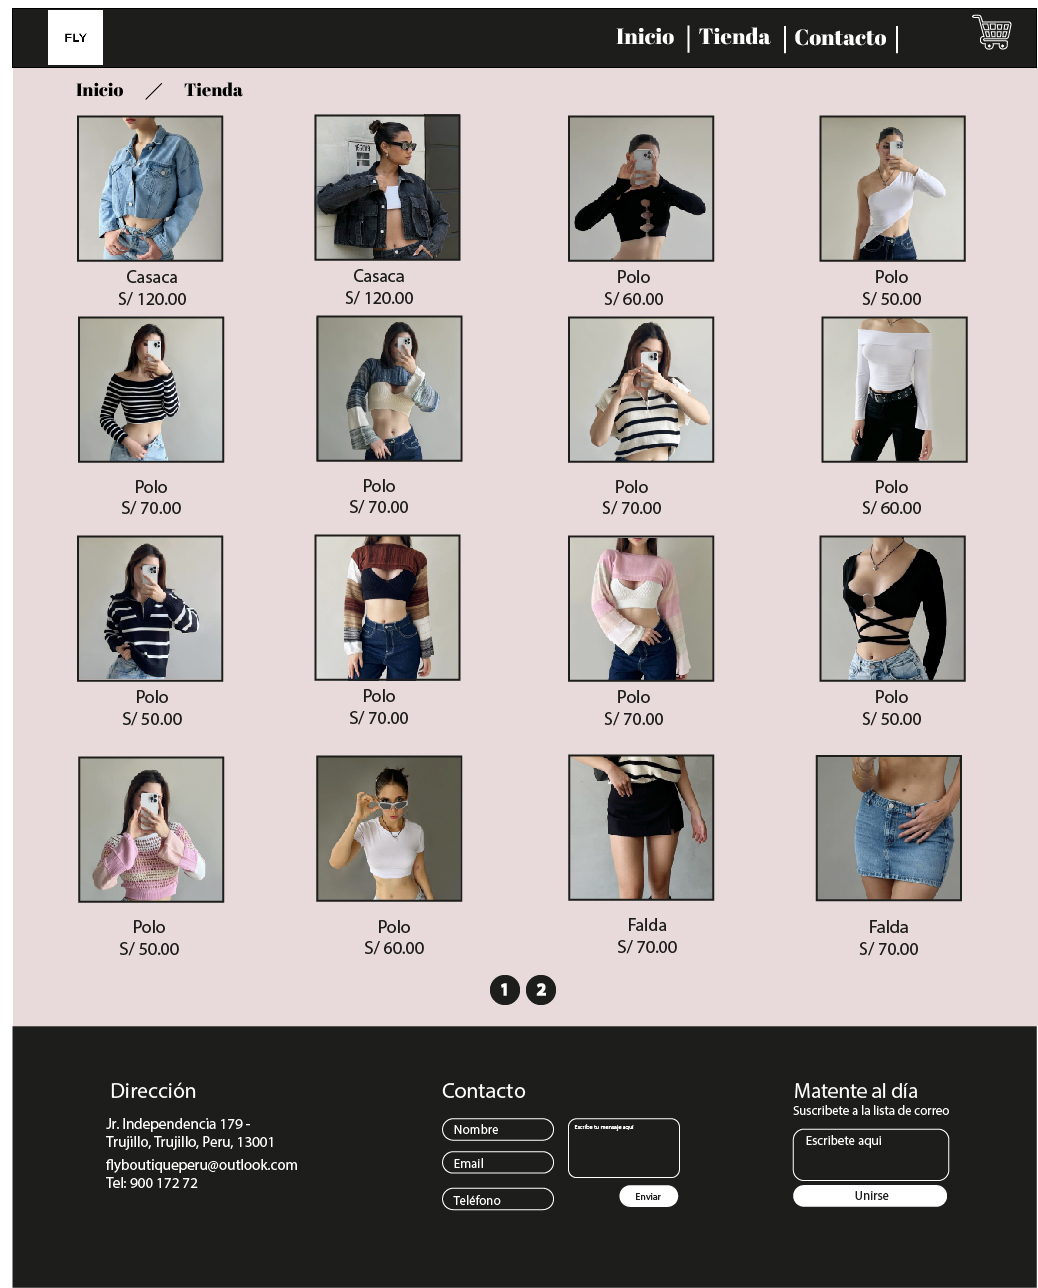 FLY
Inicio
Tienda
Contacto
Inicio / Tienda
Casaca
S/ 120.00
Casaca
S/ 120.00
Polo
S/ 60.00
Polo
S/ 50.00
Polo
S/ 70.00
Polo
S/ 70.00
Polo
S/ 70.00
Polo
S/ 60.00
Polo
S/ 50.00
Polo
S/ 70.00
Polo
S/ 70.00
Polo
S/ 50.00
Polo
S/ 50.00
Polo
S/ 60.00
Falda
S/ 70.00
Falda
S/ 70.00
1 2
Dirección
Jr. Independencia 179 -
Trujillo, Trujillo, Peru, 13001
flyboutiqueperu@outlook.com
Tel: 900 172 72
Contacto
Nombre
Email
Teléfono
Escribe tu mensaje aqui
Enviar
Matente al día
Suscribete a la lista de correo
Escribete aqui
Unirse